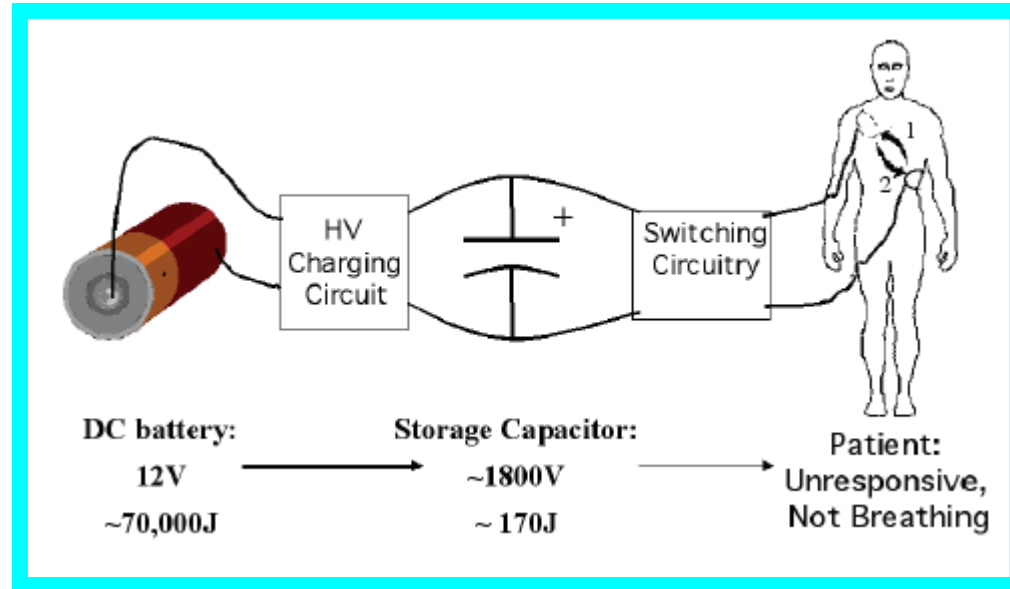 HV
Charging
Circuit
+
Switching
Circuitry
1
2
DC battery:
12V
~70,000J
Storage Capacitor:
~1800V
~ 170J
Patient:
Unresponsive,
Not Breathing